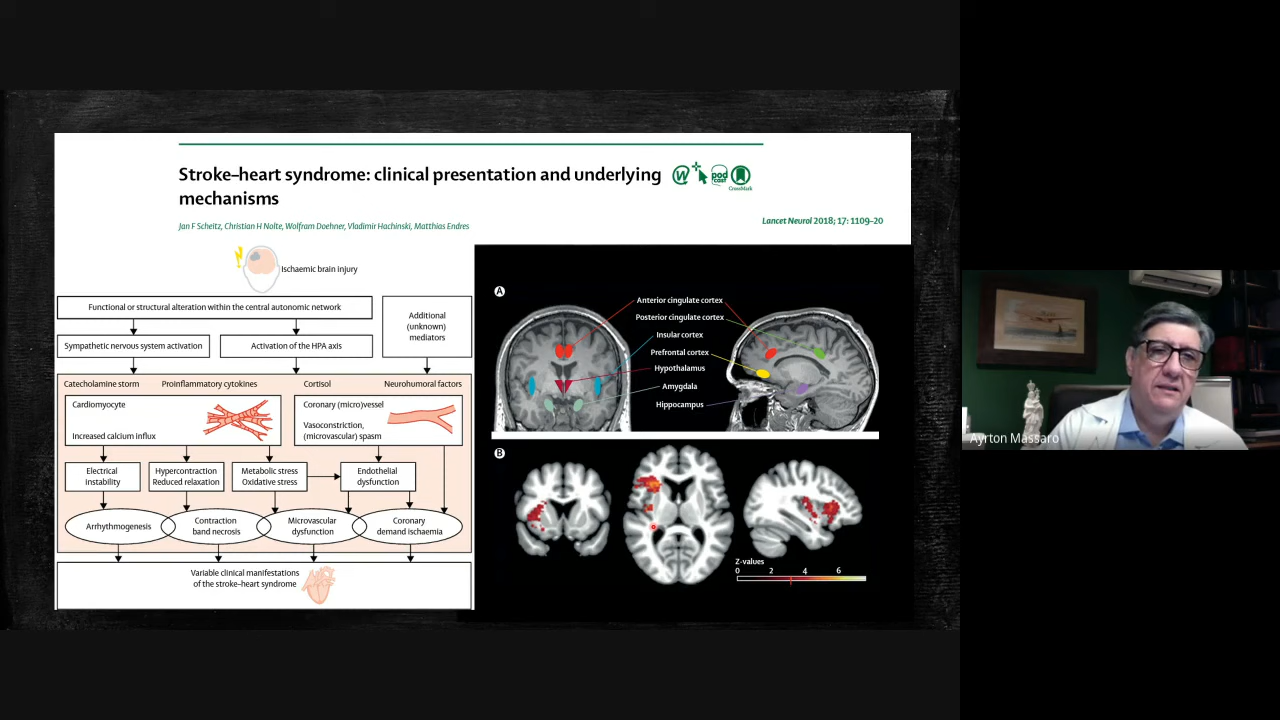 Stroke–heart syndrome: clinical presentation and underlying
mechanisms
W
pod
cast
CrossMark
Jan F Scheitz, Christian H Nolte, Wolfram Doehner, Vladimir Hachinski, Matthias Endres
Lancet Neurol 2018; 17: 1109–20
Ischaemic brain injury
Functional or structural alteration within the central autonomic network
Additional
(unknown)
mediators
Sympathetic nervous system activation
Activation of the HPA axis
Catecholamine storm
Proinflammatory cytokines
Cortisol
Neurohumoral factors
Cardiomyocyte
Increased calcium influx
Coronary (micro)vessel
Vasoconstriction,
(microvascular) spasm
Electrical
instability
Hypercontraction
Reduced relaxation
Metabolic stress
Oxidative stress
Endothelial
dysfunction
Arrhythmogenesis
Contraction
band necrosis
Microvascular
dysfunction
Coronary
demand ischaemia
Variable clinical manifestations
of the stroke–heart syndrome
A
Anterior cingulate cortex
Posterior cingulate cortex
Insular cortex
Prefrontal cortex
Hypothalamus
Amygdala
Hippocampus
B
Z-values
0 2 4 6
Ayrton Massaro